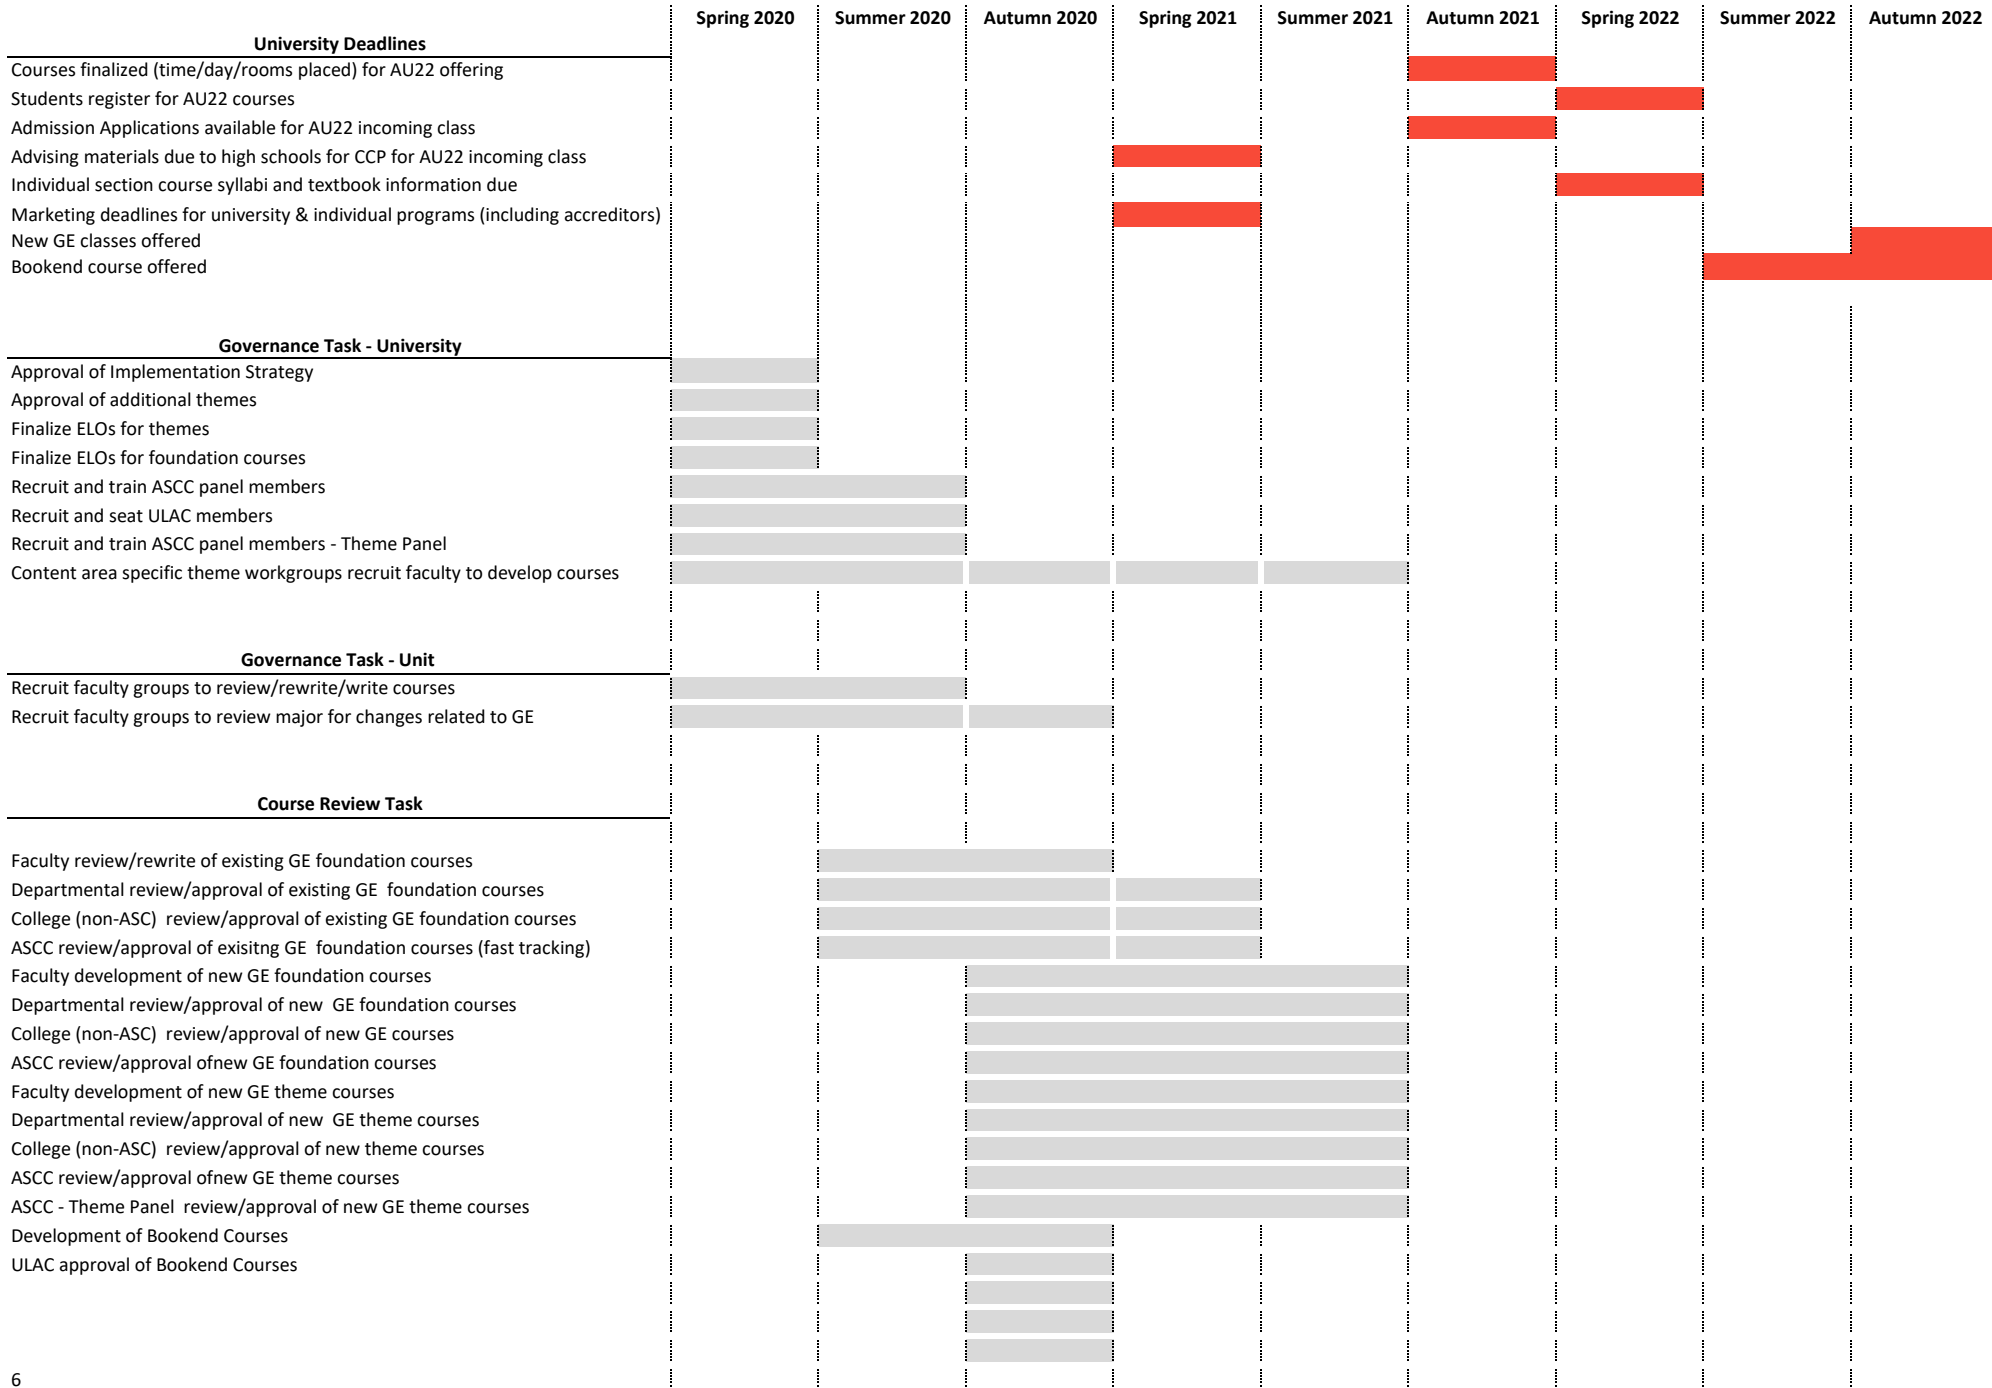 Spring 2020 Summer 2020 Autumn 2020 Spring 2021 Summer 2021 Autumn 2021 Spring 2022 Summer 2022 Autumn 2022
University Deadlines
Courses finalized (time/day/rooms placed) for AU22 offering
Students register for AU22 courses
Admission Applications available for AU22 incoming class
Advising materials due to high schools for CCP for AU22 incoming class
Individual section course syllabi and textbook information due
Marketing deadlines for university & individual programs (including accreditors)
New GE classes offered
Bookend course offered
Governance Task - University
Approval of Implementation Strategy
Approval of additional themes
Finalize ELOs for themes
Finalize ELOs for foundation courses
Recruit and train ASCC panel members
Recruit and seat ULAC members
Recruit and train ASCC panel members - Theme Panel
Content area specific theme workgroups recruit faculty to develop courses
Governance Task - Unit
Recruit faculty groups to review/rewrite/write courses
Recruit faculty groups to review major for changes related to GE
Course Review Task
Faculty review/rewrite of existing GE foundation courses
Departmental review/approval of existing GE  foundation courses
College (non-ASC)  review/approval of existing GE foundation courses
ASCC review/approval of exisitng GE  foundation courses (fast tracking)
Faculty development of new GE foundation courses
Departmental review/approval of new  GE foundation courses
College (non-ASC)  review/approval of new GE courses
ASCC review/approval ofnew GE foundation courses
Faculty development of new GE theme courses
Departmental review/approval of new  GE theme courses
College (non-ASC)  review/approval of new theme courses
ASCC review/approval ofnew GE theme courses
ASCC - Theme Panel  review/approval of new GE theme courses
Development of Bookend Courses
ULAC approval of Bookend Courses
6